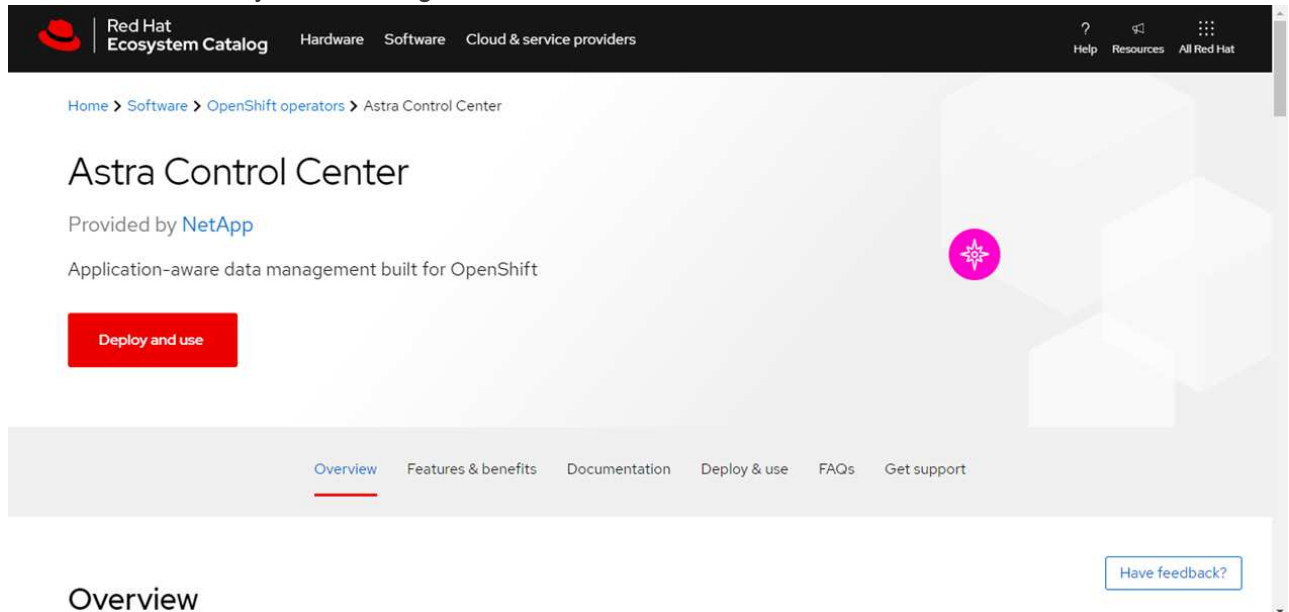 Red Hat
Ecosystem Catalog
Hardware Software Cloud & service providers
?
Help Resources All Red Hat
Home > Software > OpenShift operators > Astra Control Center
Astra Control Center
Provided by NetApp
Application-aware data management built for OpenShift
Deploy and use
Overview Features & benefits Documentation Deploy & use FAQs Get support
Have feedback?
Overview